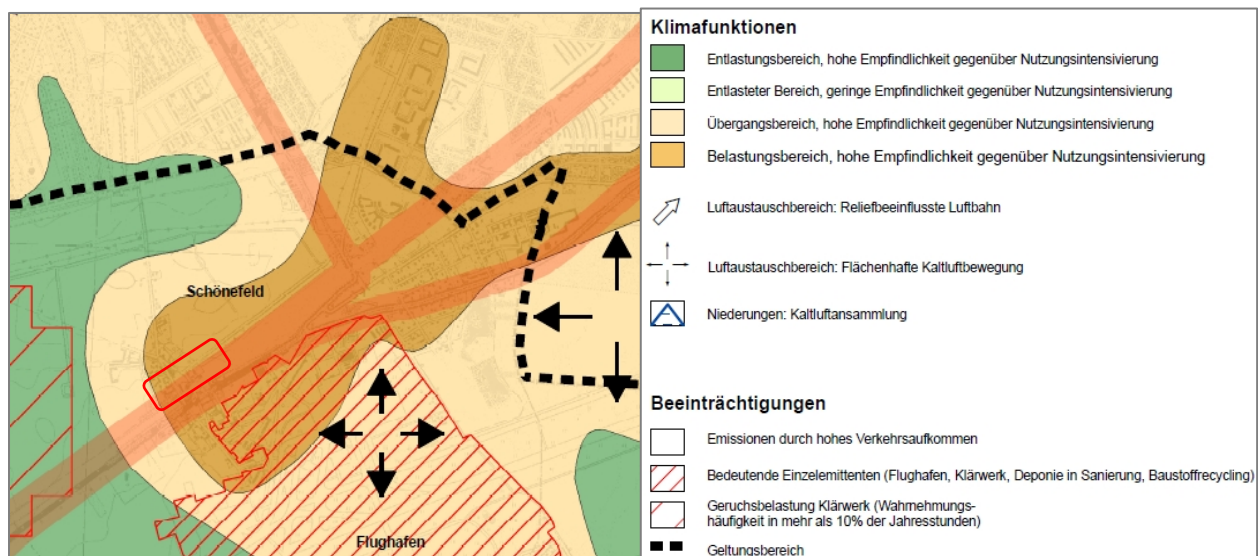 Schönefeld
Flughafen
Klimafunktionen
Entlastungsbereich, hohe Empfindlichkeit gegenüber Nutzungsintensivierung
Entlasteter Bereich, geringe Empfindlichkeit gegenüber Nutzungsintensivierung
Übergangsbereich, hohe Empfindlichkeit gegenüber Nutzungsintensivierung
Belastungsbereich, hohe Empfindlichkeit gegenüber Nutzungsintensivierung
Luftaustauschbereich: Reliefbeeinflusste Luftbahn
Luftaustauschbereich: Flächenhafte Kaltluftbewegung
Niederungen: Kaltluftansammlung
Beeinträchtigungen
Emissionen durch hohes Verkehrsaufkommen
Bedeutende Einzelemittenten (Flughafen, Klärwerk, Deponie in Sanierung, Baustoffrecycling)
Geruchsbelastung Klärwerk (Wahrnehmungs-
häufigkeit in mehr als 10% der Jahresstunden)
Geltungsbereich